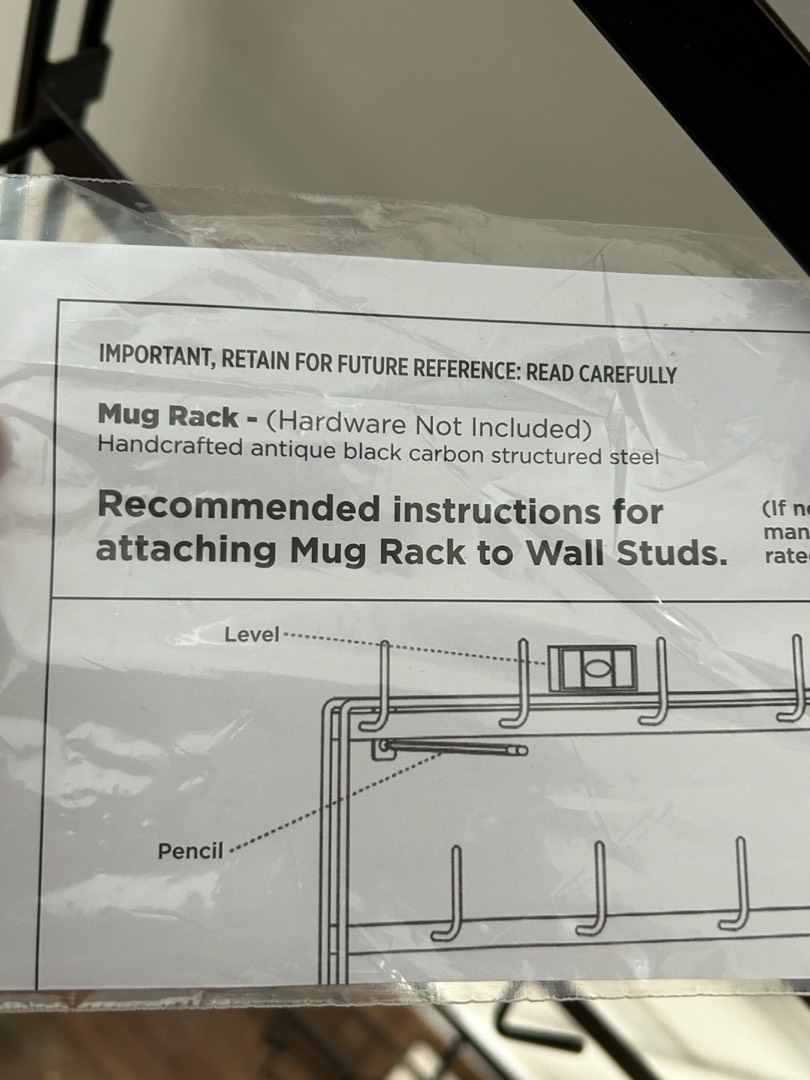 IMPORTANT, RETAIN FOR FUTURE REFERENCE: READ CAREFULLY
Mug Rack - (Hardware Not Included)
Handcrafted antique black carbon structured steel
Recommended instructions for
attaching Mug Rack to Wall Studs.
(If
Level
Pencil